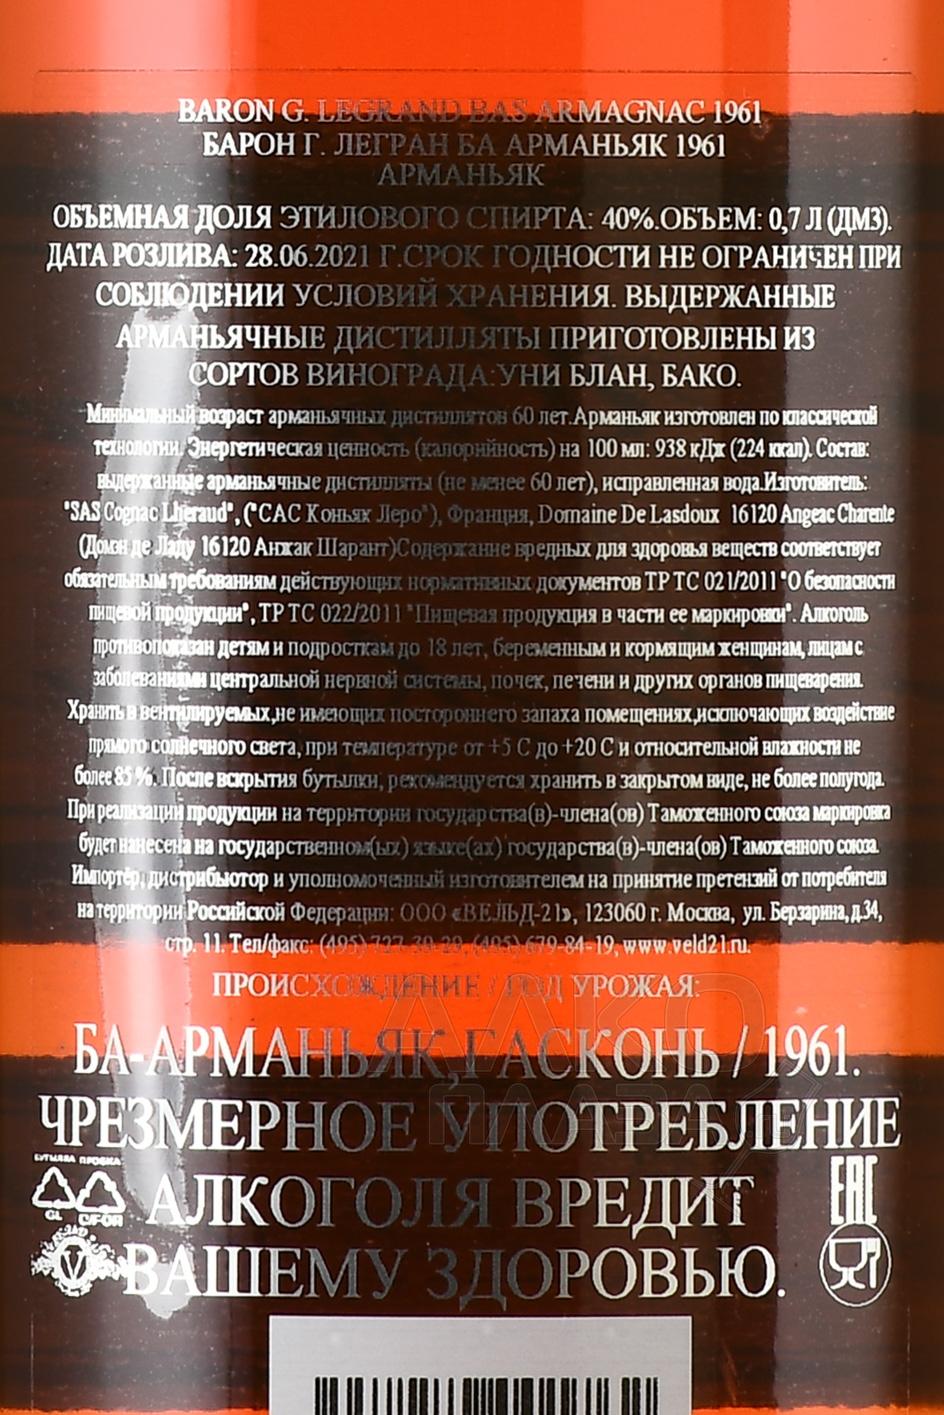 BARON G. LEGRAND BAS ARMAGNAC 1961
БАРОН Г. ЛЕГРАН БА АРМАНЬЯК 1961
АРМАНЬЯК
ОБЪЕМНАЯ ДОЛЯ ЭТИЛОВОГО СПИРТА: 40%.ОБЪЕМ: 0,7 Л (ДМ3).
ДАТА РОЗЛИВА: 28.06.2021 Г.СРОК ГОДНОСТИ НЕ ОГРАНИЧЕН ПРИ
СОБЛЮДЕНИИ УСЛОВИЙ ХРАНЕНИЯ. ВЫДЕРЖАННЫЕ
АРМАНЬЯЧНЫЕ ДИСТИЛЛЯТЫ ПРИГОТОВЛЕНЫ ИЗ
СОРТОВ ВИНОГРАДА:УНИ БЛАН, БАКО.
Минимальный возраст арманьячных дистиллятов 60 лет.Арманьяк изготовлен по классической
технологии. Энергетическая ценность (калорийность) на 100 мл: 938 кДж (224 ккал). Состав:
выдержанные арманьячные дистилляты (не менее 60 лет), исправленная вода.Изготовитель:
"SAS Cognac Lheraud", ("САС Коньяк Леро"), Франция, Domaine De Lasdoux 16120 Angeac Charente
(Домэн де Ладу 16120 Анжак Шарант)Содержание вредных для здоровья веществ соответствует
обязательным требованиям действующих нормативных документов ТР ТС 021/2011 "О безопасности
пищевой продукции", ТР ТС 022/2011 "Пищевая продукция в части ее маркировки". Алкоголь
противопоказан детям и подросткам до 18 лет, беременным и кормящим женщинам, лицам с
заболеваниями центральной нервной системы, почек, печени и других органов пищеварения.
Хранить в вентилируемых,не имеющих постороннего запаха помещениях,исключающих воздействие
прямого солнечного света, при температуре от +5 С до +20 С и относительной влажности не
более 85 %. После вскрытия бутылки, рекомендуется хранить в закрытом виде, не более полугода.
При реализации продукции на территории государства(в)-члена(ов) Таможенного союза маркировка
будет нанесена на государственном(ых) языке(ах) государства(в)-члена(ов) Таможенного союза.
Импортёр, дистрибьютор и уполномоченный изготовителем на принятие претензий от потребителя
на территории Российской Федерации: ООО «ВЕЛЬД-21», 123060 г. Москва, ул. Берзарина, д.34,
стр. 11. Тел/факс: (495) 727-39-29, (495) 679-84-19, www.veld21.ru.
ПРОИСХОЖДЕНИЕ / ГОД УРОЖАЯ:
БА-АРМАНЬЯК,ГАСКОНЬ / 1961.
ЧРЕЗМЕРНОЕ УПОТРЕБЛЕНИЕ
АЛКОГОЛЯ ВРЕДИТ
ВАШЕМУ ЗДОРОВЬЮ.
БУТЫЛКА ПРОБКА
GL C/FOR
V
EAC
АЛКО
ПЛАЗА